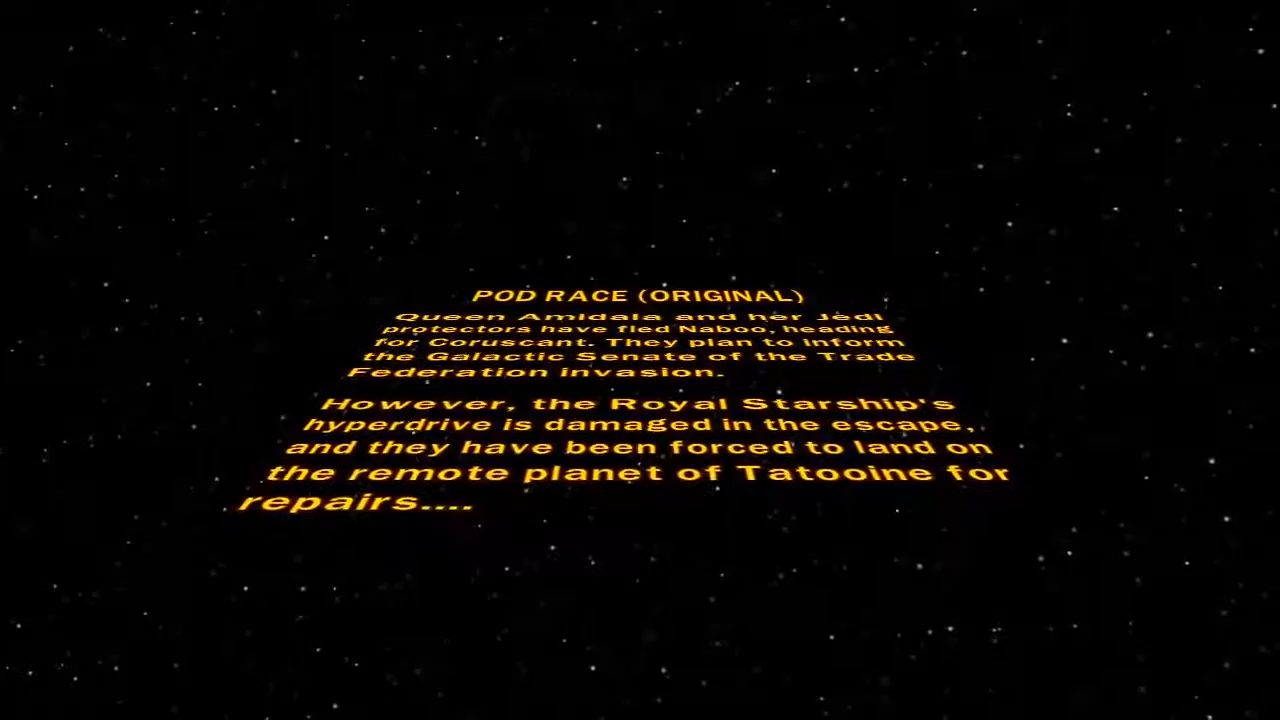 POD RACE (ORIGINAL)
Queen Amidala and her Jedi
protectors have fled Naboo, heading
for Coruscant. They plan to inform
the Galactic Senate of the Trade
Federation invasion.
However, the Royal Starship's
hyperdrive is damaged in the escape,
and they have been forced to land on
the remote planet of Tatooine for
repairs....